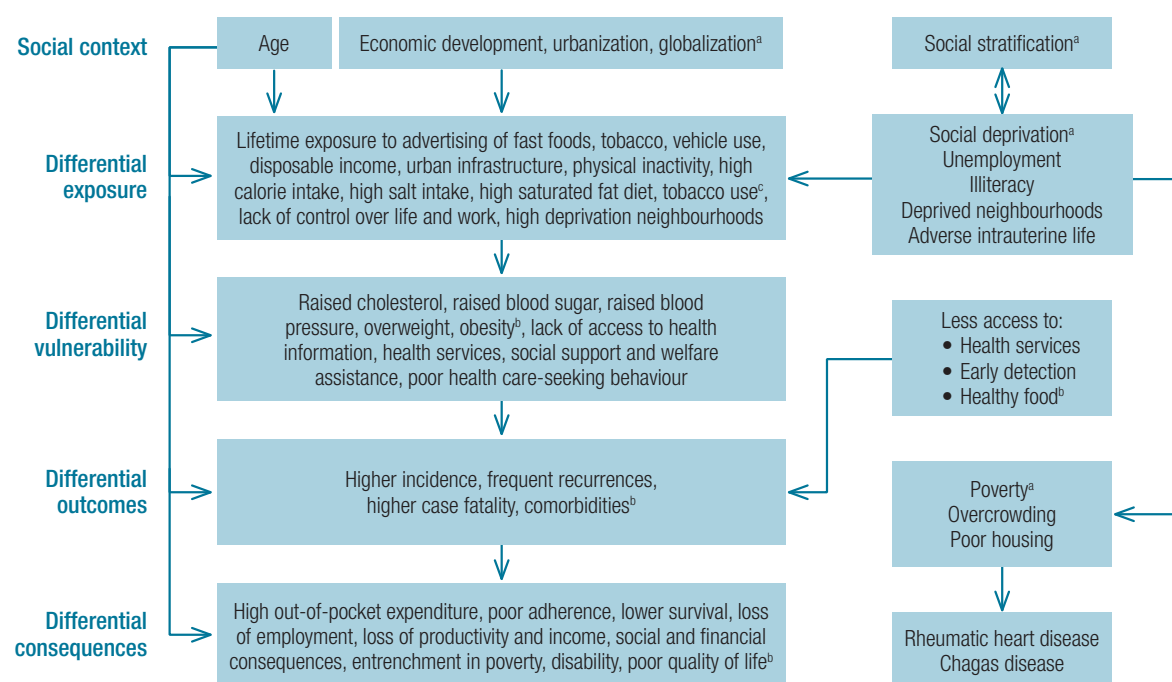 Social context
Age
Economic development, urbanization, globalizationᵃ
Social stratificationᵃ
Differential
exposure
Lifetime exposure to advertising of fast foods, tobacco, vehicle use,
disposable income, urban infrastructure, physical inactivity, high
calorie intake, high salt intake, high saturated fat diet, tobacco useᶜ,
lack of control over life and work, high deprivation neighbourhoods
Social deprivationᵃ
Unemployment
Illiteracy
Deprived neighbourhoods
Adverse intrauterine life
Differential
vulnerability
Raised cholesterol, raised blood sugar, raised blood
pressure, overweight, obesityᵇ, lack of access to health
information, health services, social support and welfare
assistance, poor health care-seeking behaviour
Less access to:
• Health services
• Early detection
• Healthy foodᵇ
Differential
outcomes
Higher incidence, frequent recurrences,
higher case fatality, comorbiditiesᵇ
Povertyᵃ
Overcrowding
Poor housing
Differential
consequences
High out-of-pocket expenditure, poor adherence, lower survival, loss
of employment, loss of productivity and income, social and financial
consequences, entrenchment in poverty, disability, poor quality of lifeᵇ
Rheumatic heart disease
Chagas disease